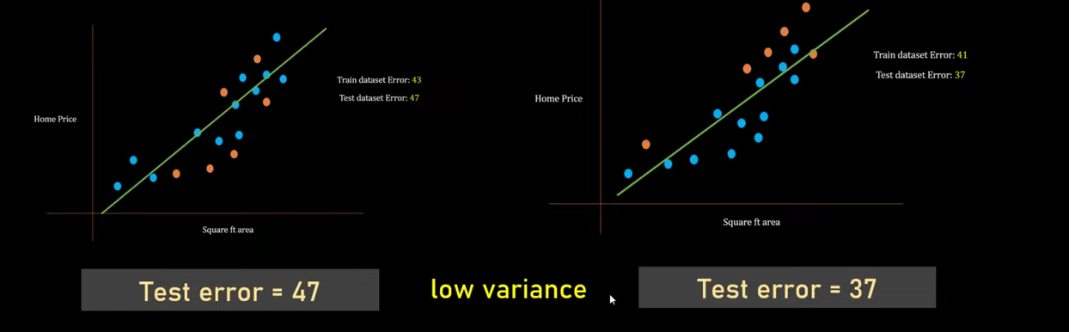 Home Price
Train dataset Error: 43
Test dataset Error: 47
Square ft area
Home Price
Train dataset Error: 41
Test dataset Error: 37
Square ft area
Test error = 47
low variance
Test error = 37